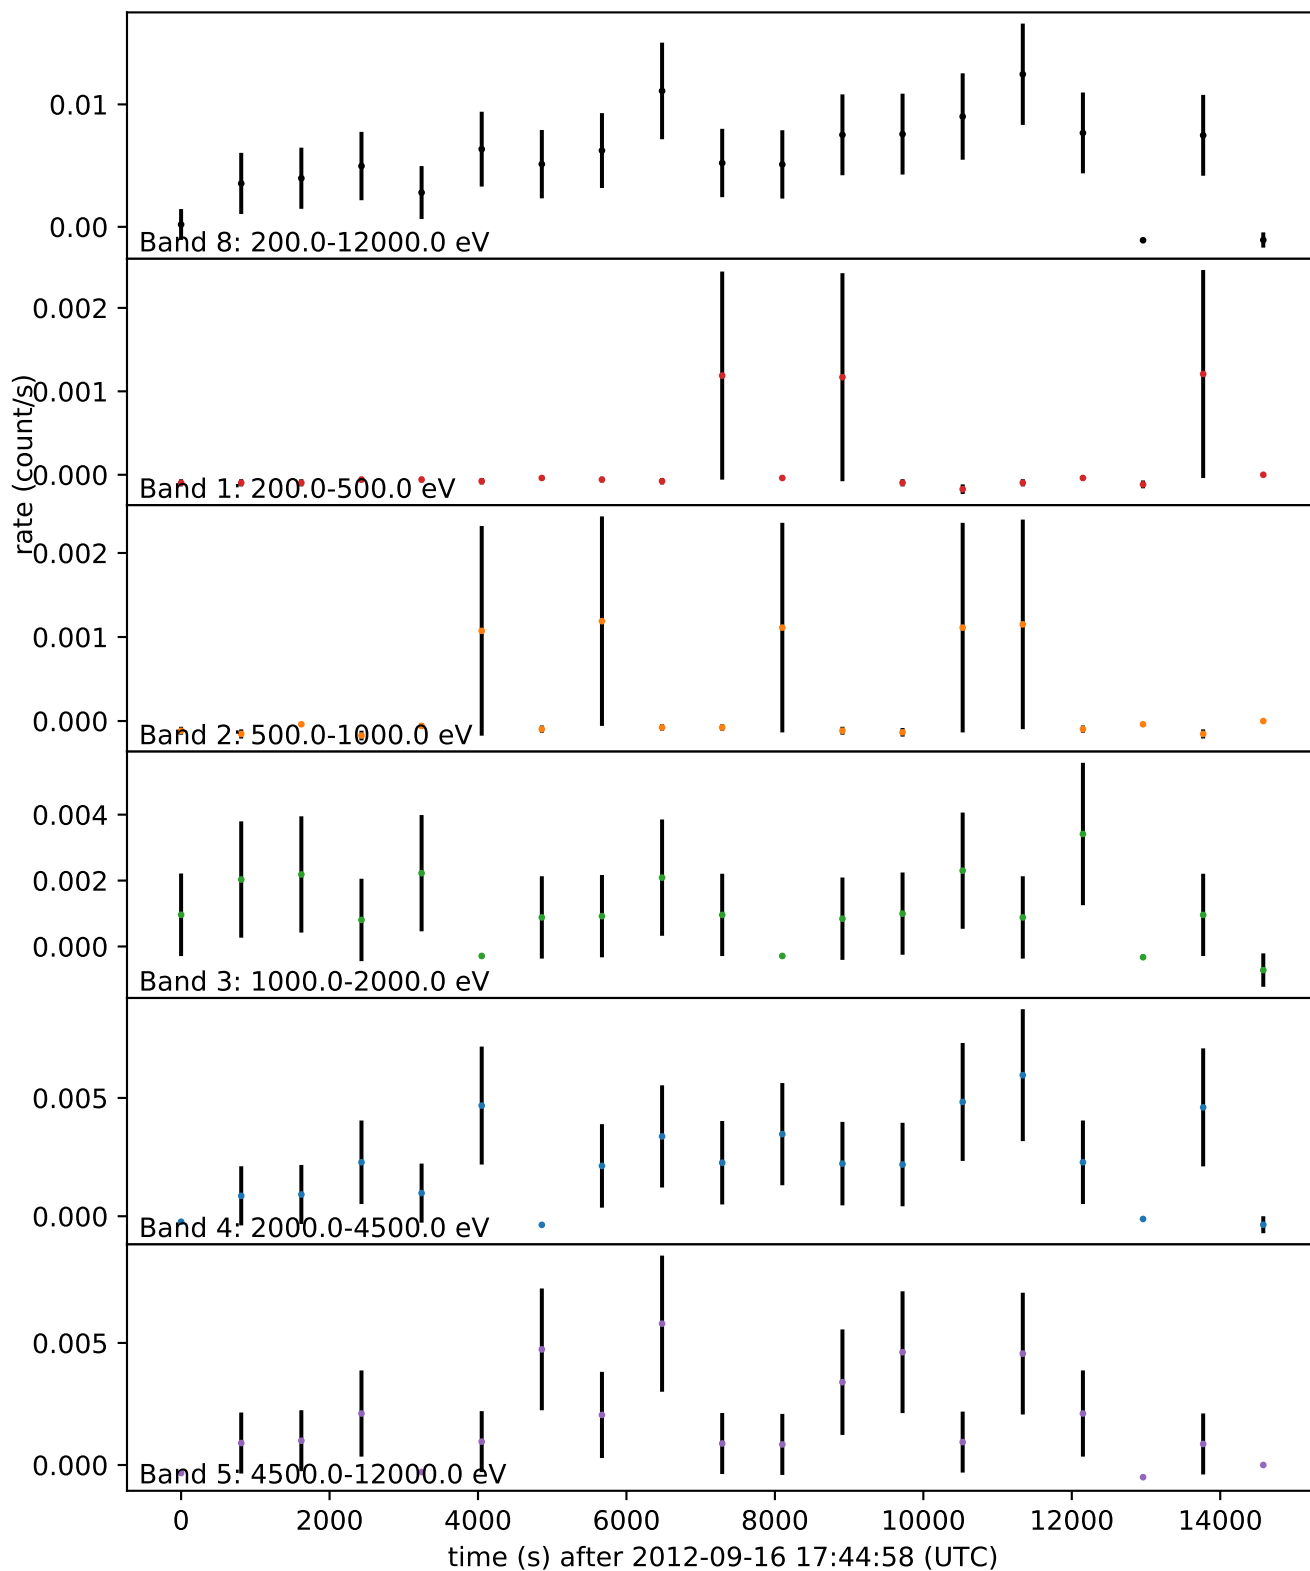 0.01
0.00
Band 8: 200.0-12000.0 eV
0.002
0.001
0.000
Band 1: 200.0-500.0 eV
rate (count/s)
0.002
0.001
0.000
Band 2: 500.0-1000.0 eV
0.004
0.002
0.000
Band 3: 1000.0-2000.0 eV
0.005
0.000
Band 4: 2000.0-4500.0 eV
0.005
0.000
Band 5: 4500.0-12000.0 eV
0 2000 4000 6000 8000 10000 12000 14000
time (s) after 2012-09-16 17:44:58 (UTC)